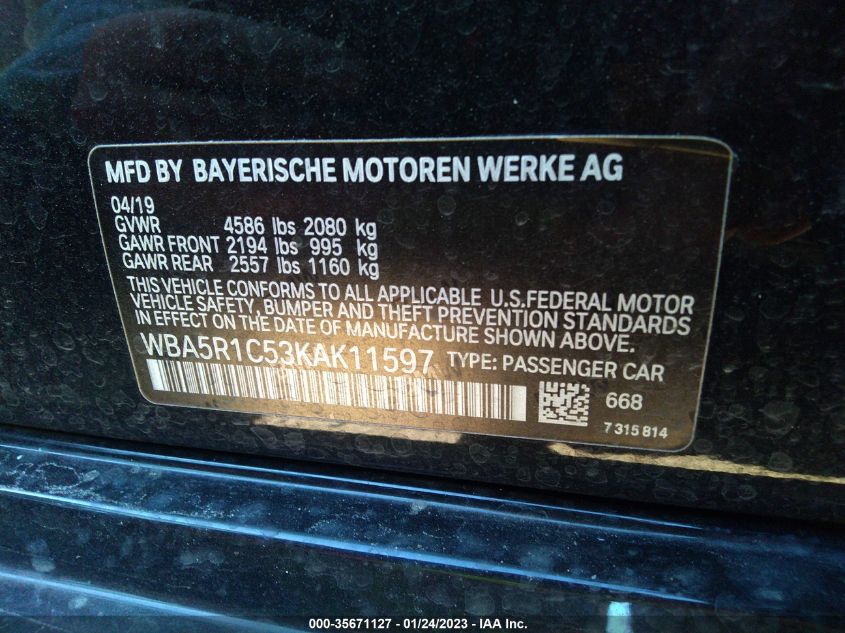 MFD BY BAYERISCHE MOTOREN WERKE AG
04/19
GVWR 4586 lbs 2080 kg
GAWR FRONT 2194 lbs 995 kg
GAWR REAR 2557 lbs 1160 kg
THIS VEHICLE CONFORMS TO ALL APPLICABLE U.S.FEDERAL MOTOR
VEHICLE SAFETY, BUMPER AND THEFT PREVENTION STANDARDS
IN EFFECT ON THE DATE OF MANUFACTURE SHOWN ABOVE.
WBA5R1C53KAK11597 TYPE: PASSENGER CAR
668
7 315 814
000-35671127 - 01/24/2023 - IAA Inc.